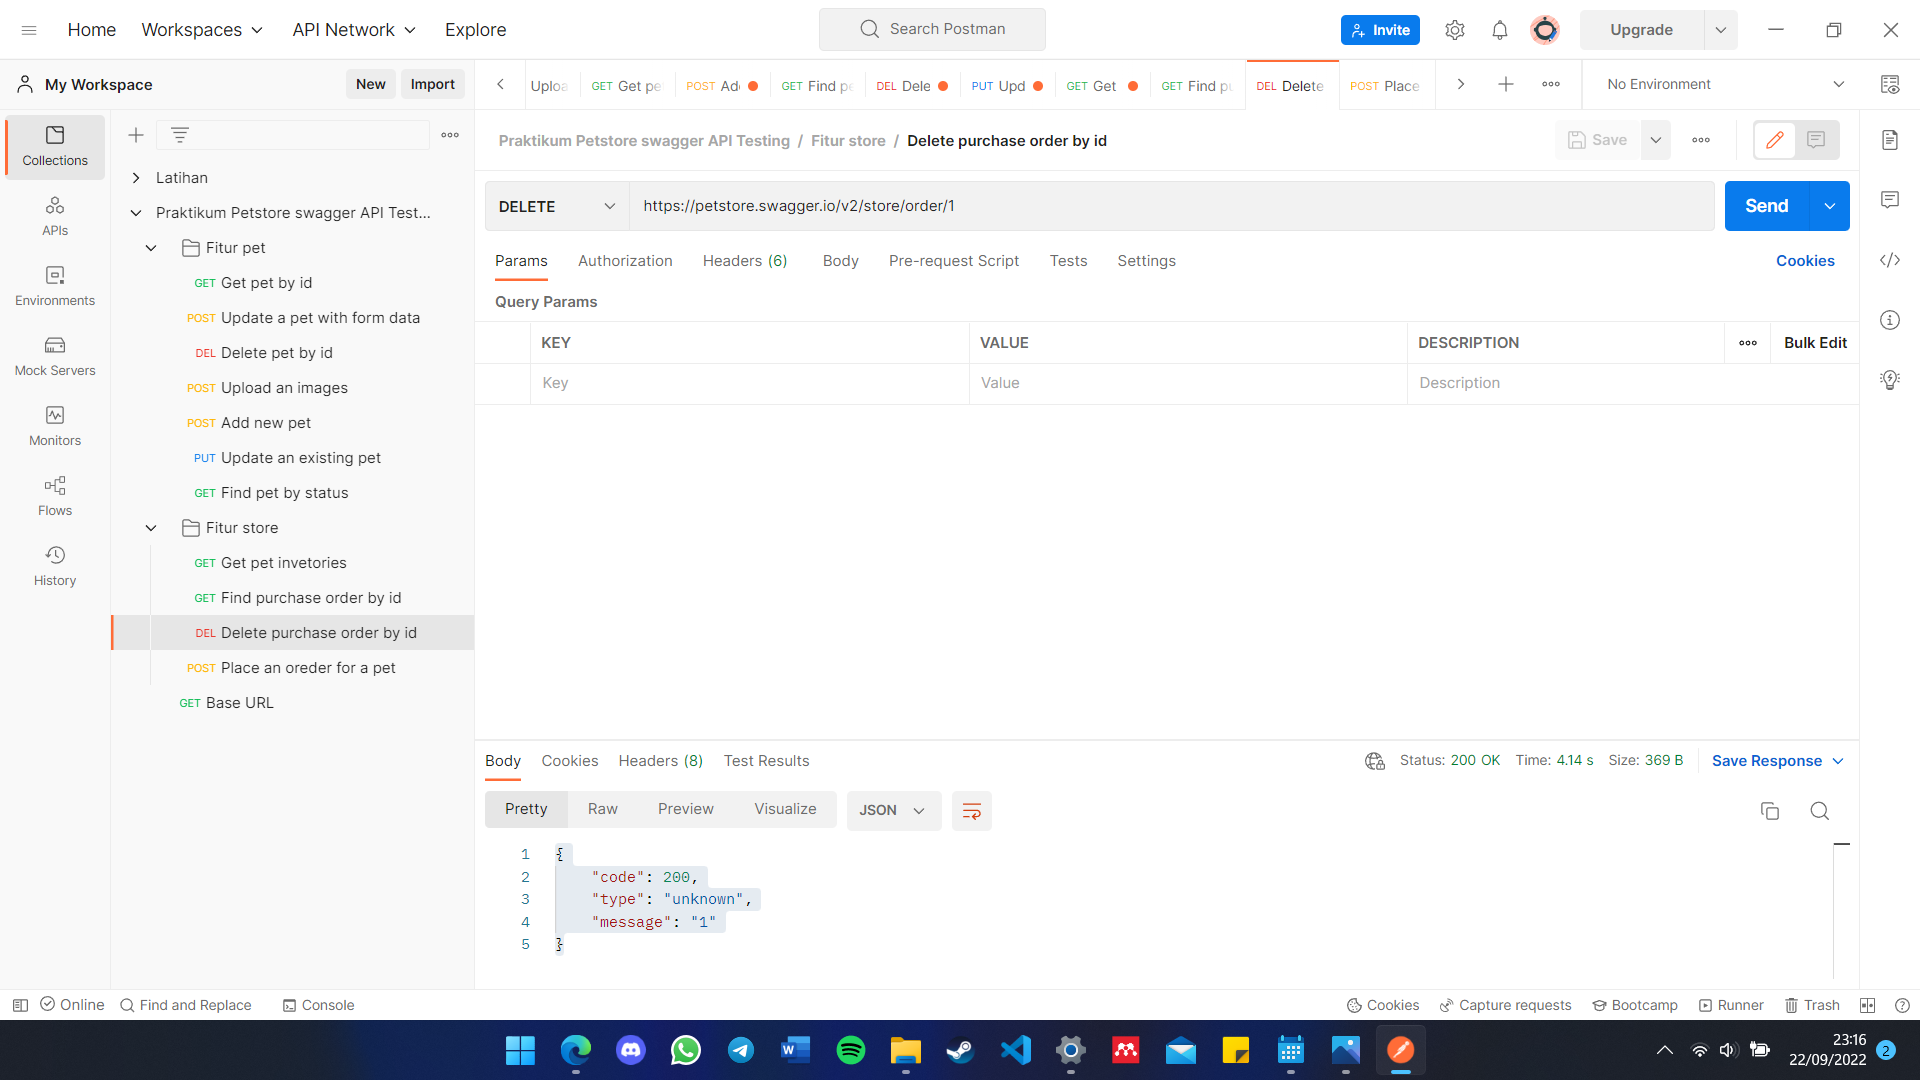 Home Workspaces API Network Explore Search Postman Invite Upgrade
My Workspace New Import
Uploa GET Get pe POST Ad GET Find pe DEL Dele PUT Upd GET Get GET Find pu DEL Delete POST Place No Environment
Collections
APIs
Environments
Mock Servers
Monitors
Flows
History
Latihan
Praktikum Petstore swagger API Test...
Fitur pet
GET Get pet by id
POST Update a pet with form data
DEL Delete pet by id
POST Upload an images
POST Add new pet
PUT Update an existing pet
GET Find pet by status
Fitur store
GET Get pet invetories
GET Find purchase order by id
DEL Delete purchase order by id
POST Place an oreder for a pet
GET Base URL
Praktikum Petstore swagger API Testing / Fitur store / Delete purchase order by id Save
DELETE https://petstore.swagger.io/v2/store/order/1 Send
Params Authorization Headers (6) Body Pre-request Script Tests Settings Cookies
Query Params
KEY VALUE DESCRIPTION Bulk Edit
Key Value Description
Body Cookies Headers (8) Test Results Status: 200 OK Time: 4.14 s Size: 369 B Save Response
Pretty Raw Preview Visualize JSON
1 {
2 "code": 200,
3 "type": "unknown",
4 "message": "1"
5 }
Online Find and Replace Console Cookies Capture requests Bootcamp Runner Trash
23:16
22/09/2022 2